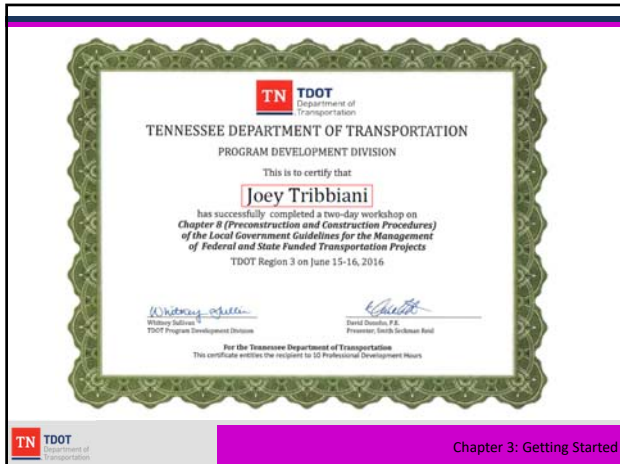 TN TDOT
Department of
Transportation
TENNESSEE DEPARTMENT OF TRANSPORTATION
PROGRAM DEVELOPMENT DIVISION
This is to certify that
Joey Tribbiani
has successfully completed a two-day workshop on
Chapter 8 (Preconstruction and Construction Procedures)
of the Local Government Guidelines for the Management
of Federal and State Funded Transportation Projects
TDOT Region 3 on June 15-16, 2016
Whitney Sullivan
TDOT Program Development Division
David Donoho, P.E.
Presenter, Smith Seckman Reid
For the Tennessee Department of Transportation
This certificate entitles the recipient to 10 Professional Development Hours
TN TDOT
Department of
Transportation
Chapter 3: Getting Started